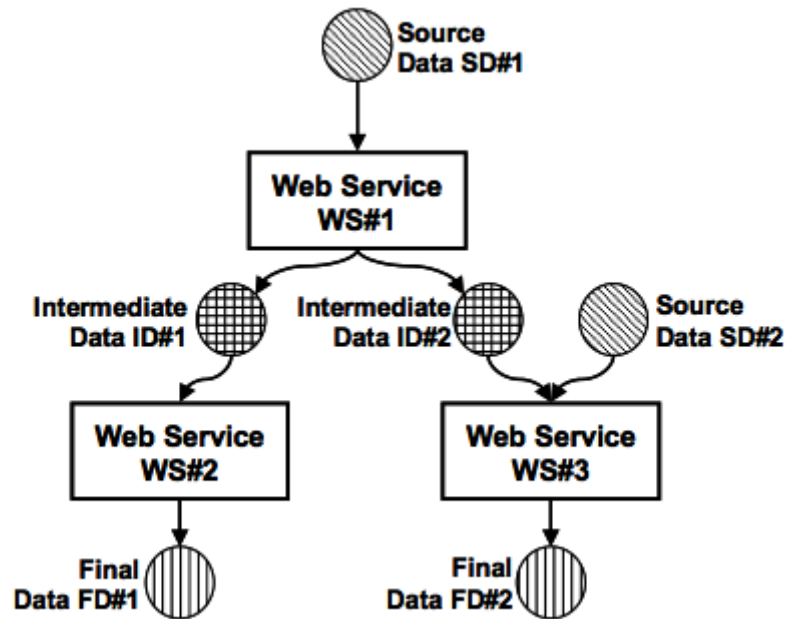 Source
Data SD#1
Web Service
WS#1
Intermediate
Data ID#1
Intermediate
Data ID#2
Source
Data SD#2
Web Service
WS#2
Web Service
WS#3
Final
Data FD#1
Final
Data FD#2